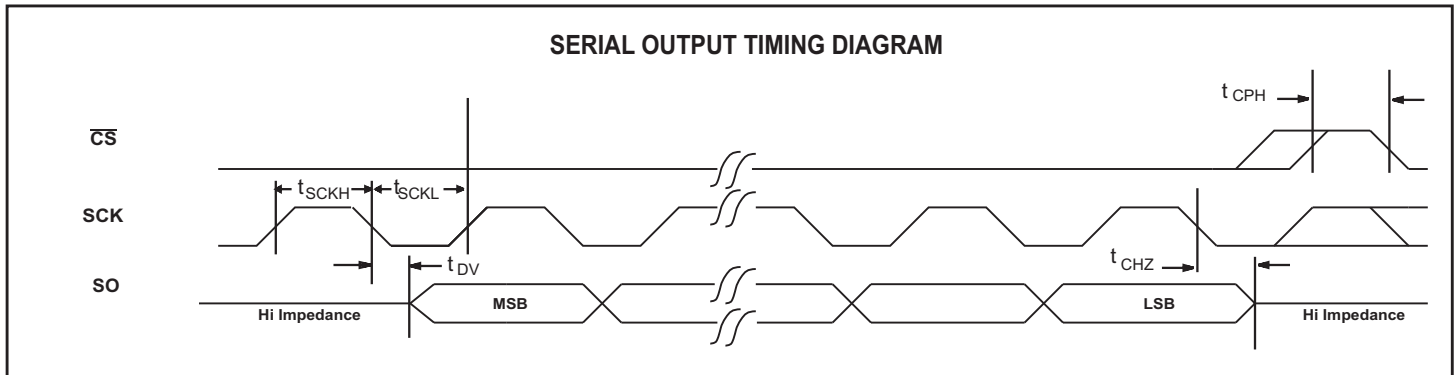 SERIAL OUTPUT TIMING DIAGRAM
t CPH
CS
t SCKH
t SCKL
SCK
t DV
t CHZ
SO
MSB
LSB
Hi Impedance
Hi Impedance